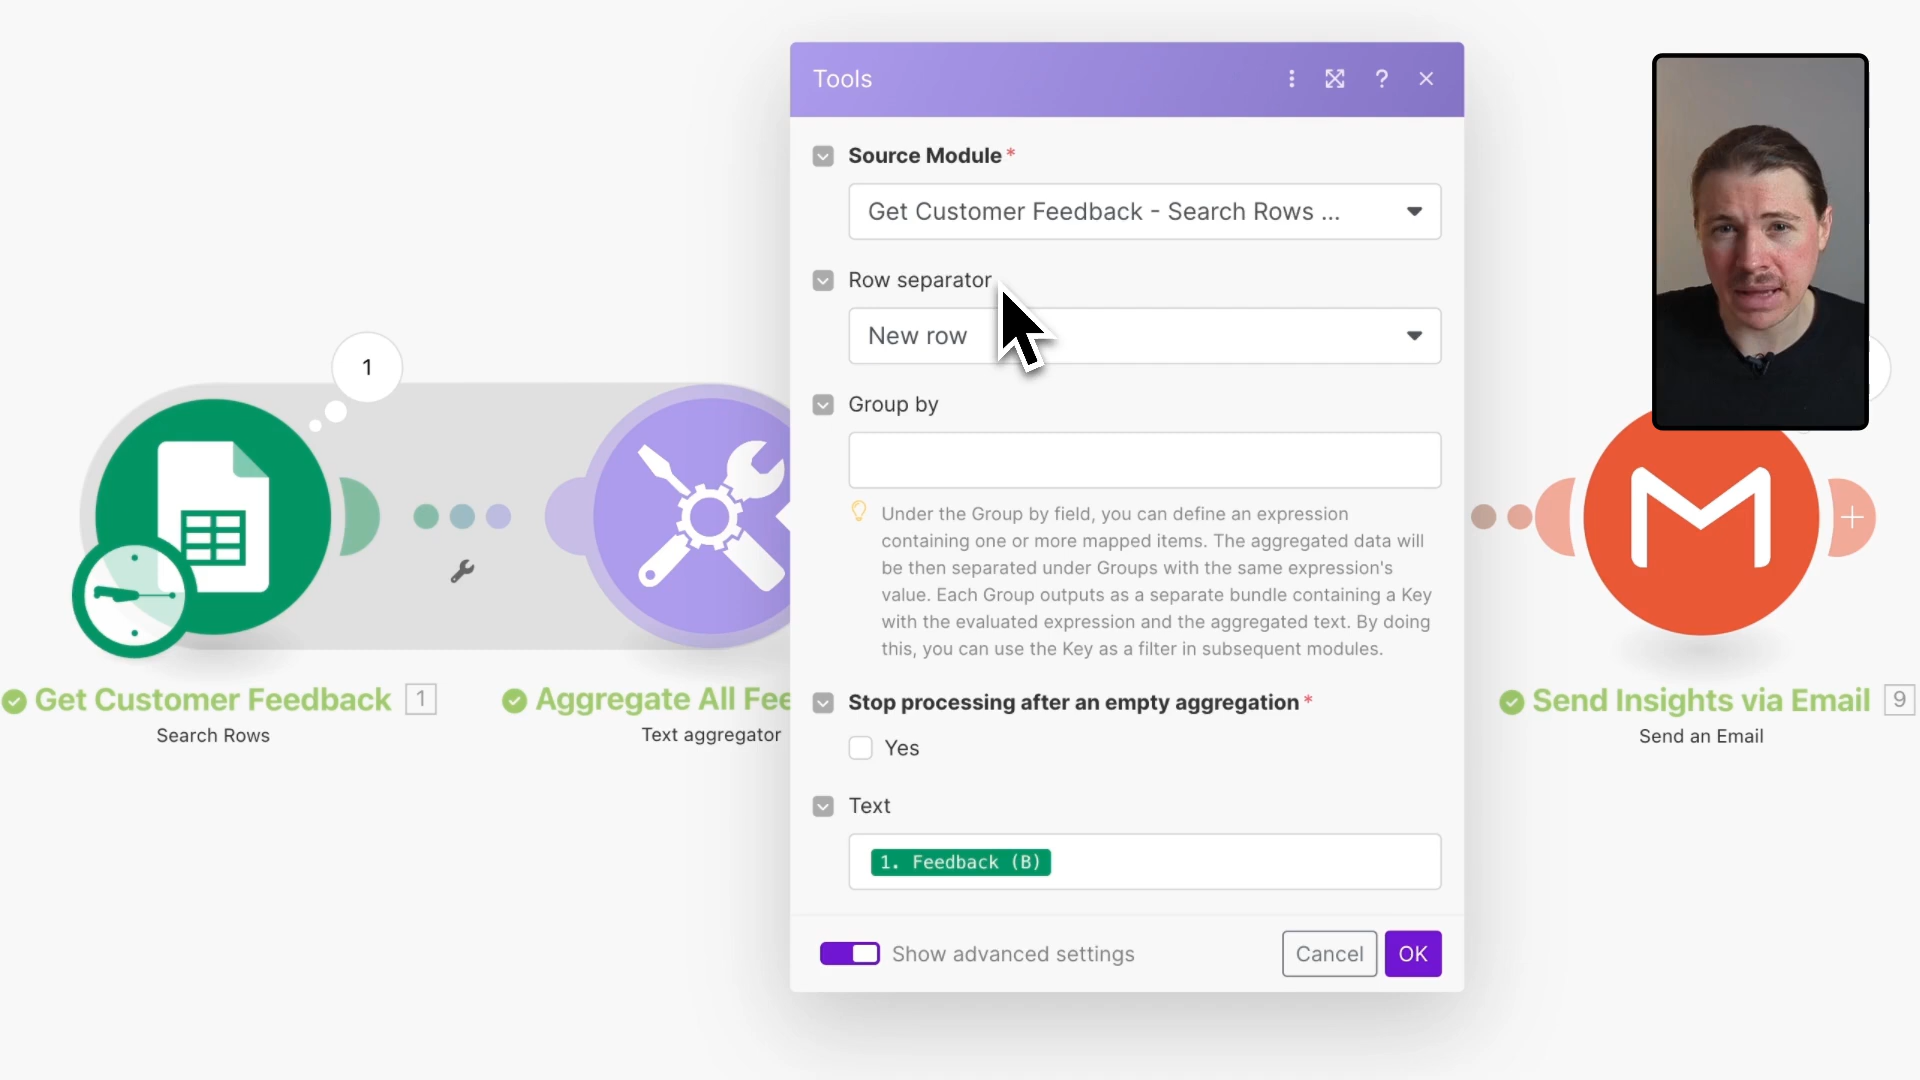 Tools
?
Source Module *
Get Customer Feedback - Search Rows ...
Row separator
New row
1
Group by
Under the Group by field, you can define an expression
containing one or more mapped items. The aggregated data will
be then separated under Groups with the same expression's
value. Each Group outputs as a separate bundle containing a Key
with the evaluated expression and the aggregated text. By doing
this, you can use the Key as a filter in subsequent modules.
Get Customer Feedback 1
Search Rows
Aggregate All Fee
Text aggregator
Stop processing after an empty aggregation *
Yes
Send Insights via Email 9
Send an Email
Text
1. Feedback (B)
Show advanced settings
Cancel
OK